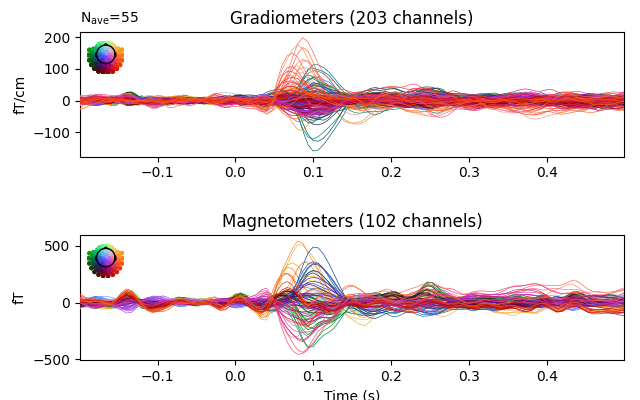 N_ave=55
Gradiometers (203 channels)
200
100
0
−100
fT/cm
−0.1 0.0 0.1 0.2 0.3 0.4
Magnetometers (102 channels)
500
0
−500
fT
−0.1 0.0 0.1 0.2 0.3 0.4
Time (s)